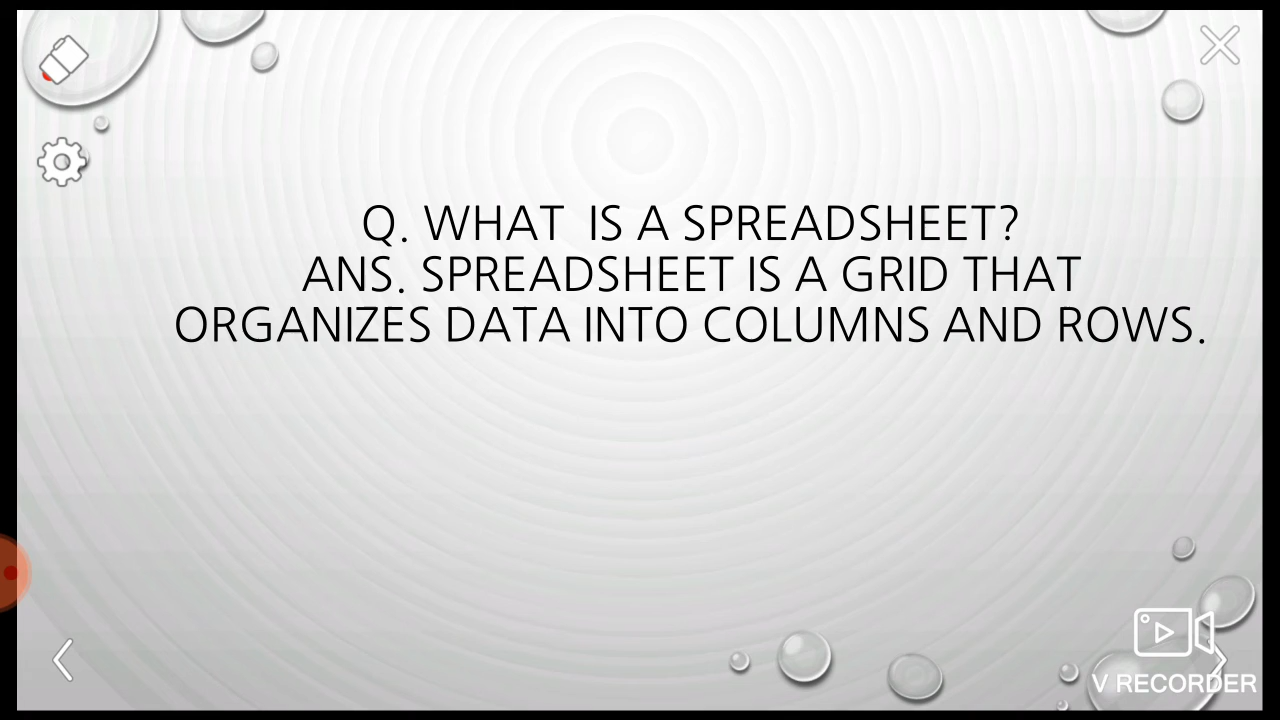 Q. WHAT IS A SPREADSHEET?
ANS. SPREADSHEET IS A GRID THAT
ORGANIZES DATA INTO COLUMNS AND ROWS.
V RECORDER